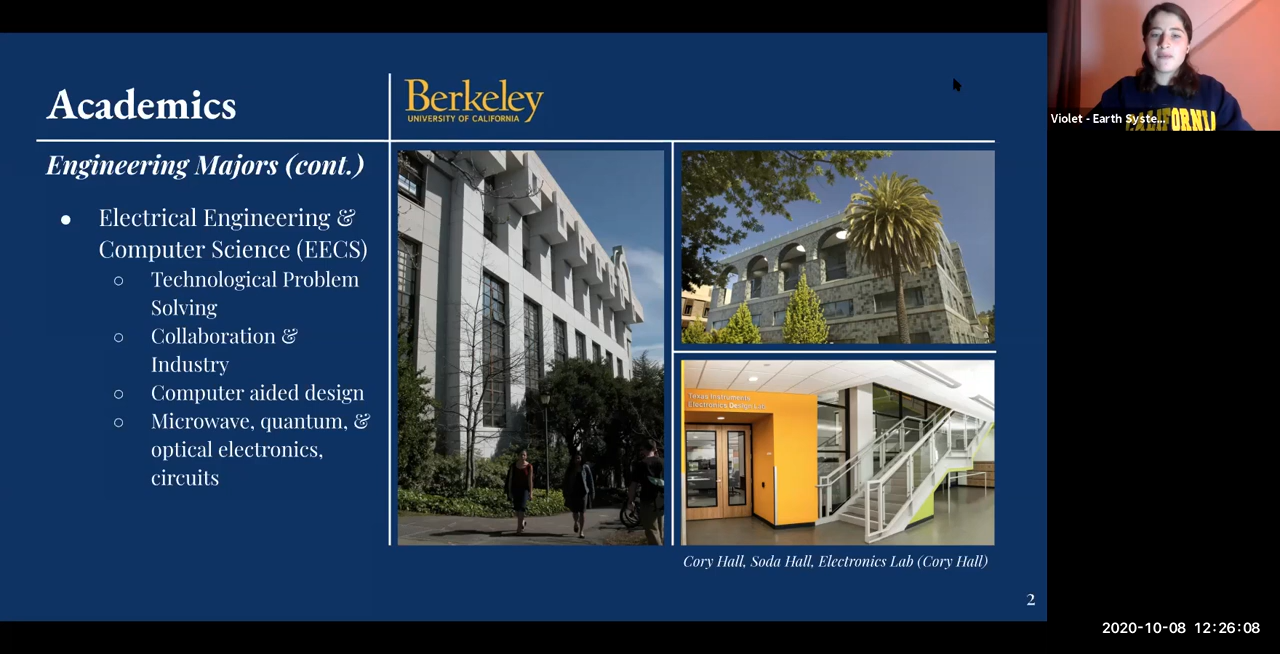 Academics
Berkeley
UNIVERSITY OF CALIFORNIA
Engineering Majors (cont.)
● Electrical Engineering &
Computer Science (EECS)
○ Technological Problem
Solving
○ Collaboration &
Industry
○ Computer aided design
○ Microwave, quantum, &
optical electronics,
circuits
Texas Instruments
Electronics Design Lab
Cory Hall, Soda Hall, Electronics Lab (Cory Hall)
2
Violet - Earth Syste...
2020-10-08 12:26:08